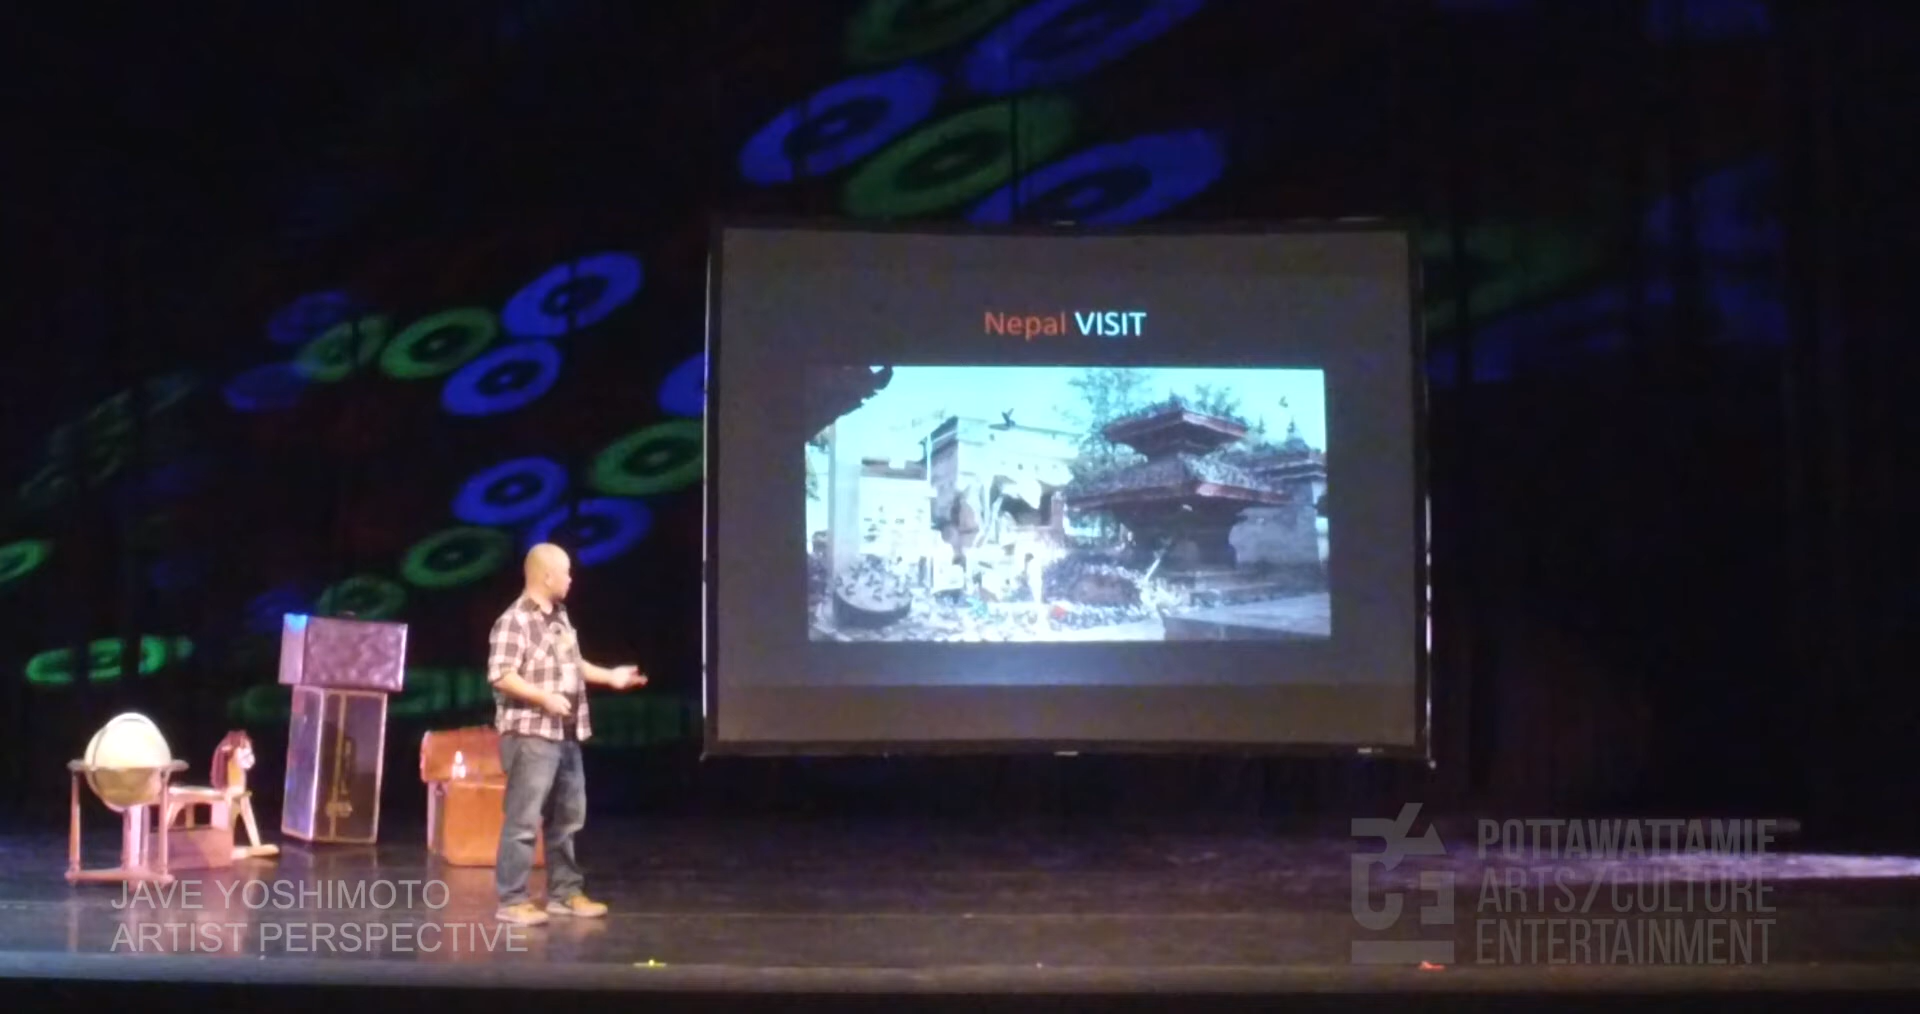 Nepal VISIT
JAVE YOSHIMOTO
ARTIST PERSPECTIVE
POTTAWATTAMIE
ARTS/CULTURE
ENTERTAINMENT